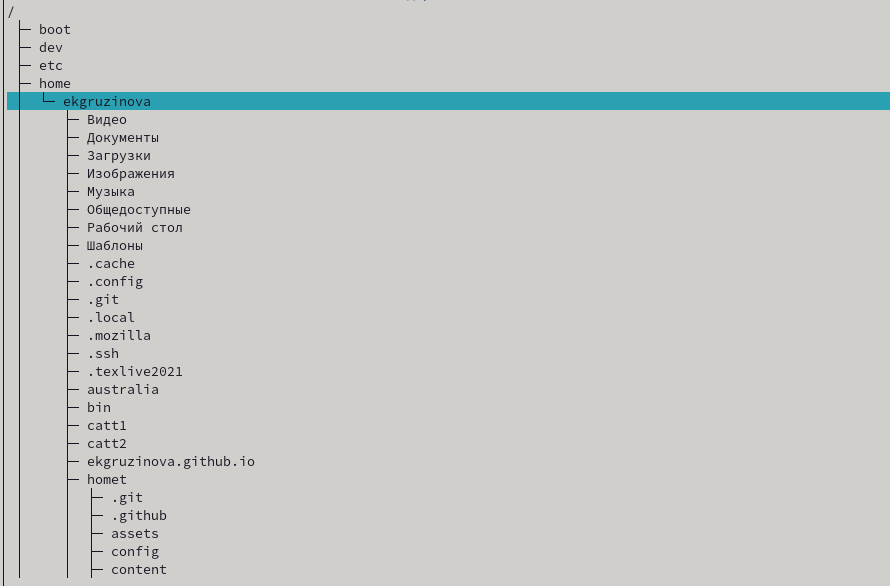 /
boot
dev
etc
home
ekgruzinova
Видео
Документы
Загрузки
Изображения
Музыка
Общедоступные
Рабочий стол
Шаблоны
.cache
.config
.git
.local
.mozilla
.ssh
.texlive2021
australia
bin
catt1
catt2
ekgruzinova.github.io
homet
.git
.github
assets
config
content